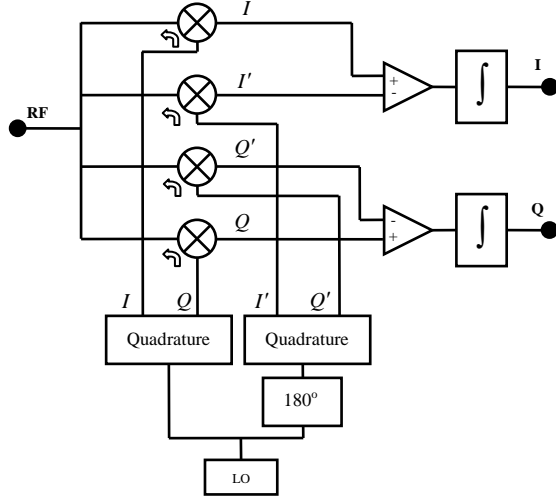 I
I
+
-
∫
I′
RF
Q′
Q
-
+
∫
Q
I
Q
I′
Q′
Quadrature
Quadrature
180°
LO